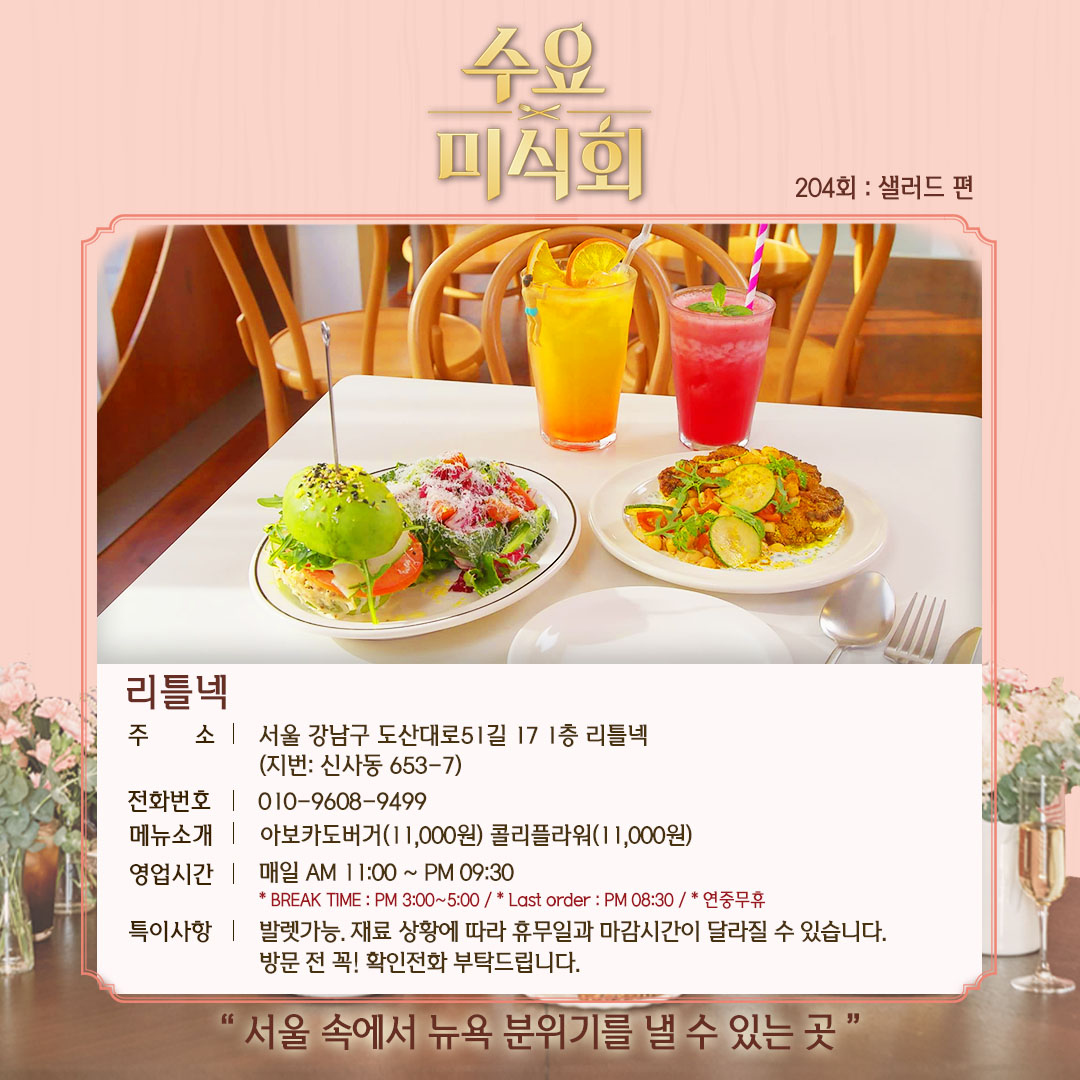 수요
미식회
204회 : 샐러드 편
리틀넥
주 소 | 서울 강남구 도산대로51길 17 1층 리틀넥
(지번: 신사동 653-7)
전화번호 | 010-9608-9499
메뉴소개 | 아보카도버거(11,000원) 콜리플라워(11,000원)
영업시간 | 매일 AM 11:00 ~ PM 09:30
* BREAK TIME : PM 3:00~5:00 / * Last order : PM 08:30 / * 연중무휴
특이사항 | 발렛가능. 재료 상황에 따라 휴무일과 마감시간이 달라질 수 있습니다.
방문 전 꼭! 확인전화 부탁드립니다.
“ 서울 속에서 뉴욕 분위기를 낼 수 있는 곳 ”